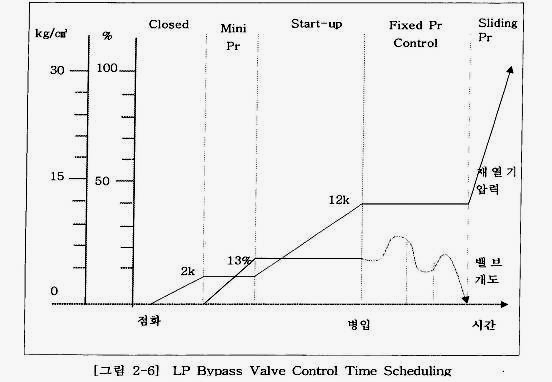 Closed Mini Pr Start-up Fixed Pr Control Sliding Pr
kg/cm² %
30 100
15 50
0
12k
13%
2k
재열기
압력
밸브
개도
점화 병입 시간
[그림 2-6] LP Bypass Valve Control Time Scheduling